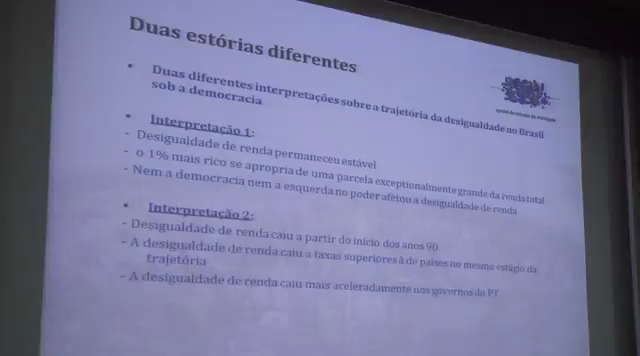 Duas estórias diferentes
• Duas diferentes interpretações sobre a trajetória da desigualdade no Brasil
sob a democracia
• Interpretação 1:
- Desigualdade de renda permaneceu estável
- o 1% mais rico se apropria de uma parcela exceptionalmente grande da renda total
- Nem a democracia nem a esquerda no poder afetou a desigualdade de renda
• Interpretação 2:
- Desigualdade de renda caiu a partir do início dos anos 90
- A desigualdade de renda caiu a taxas superiores à de países no mesmo estágio da
trajetória
- A desigualdade de renda caiu mais aceleradamente nos governos do PT